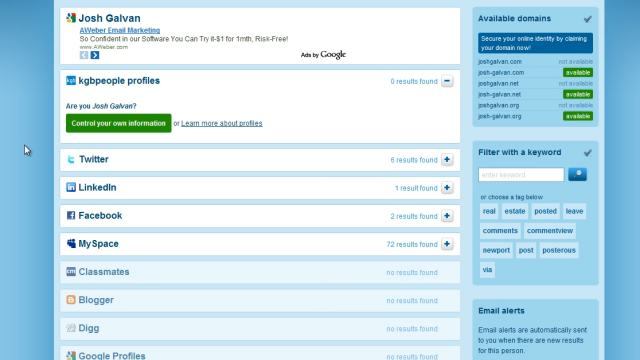 Josh Galvan
AWeber Email Marketing
So Confident in our Software You Can Try it-$1 for 1mth, Risk-Free!
www.AWeber.com
Ads by Google
kgb kgbpeople profiles 0 results found
Are you Josh Galvan?
Control your own information or Learn more about profiles
Twitter 6 results found
LinkedIn 1 result found
Facebook 2 results found
MySpace 72 results found
cm Classmates no results found
Blogger no results found
Digg no results found
Google Profiles no results found
Available domains
Secure your online identity by claiming
your domain now!
joshgalvan.com not available
josh-galvan.com available
joshgalvan.net not available
josh-galvan.net available
joshgalvan.org not available
josh-galvan.org available
Filter with a keyword
enter keyword
or choose a tag below
real estate posted leave
comments commentview
newport post posterous
via
Email alerts
Email alerts are automatically sent
to you when there are new results
for this person.